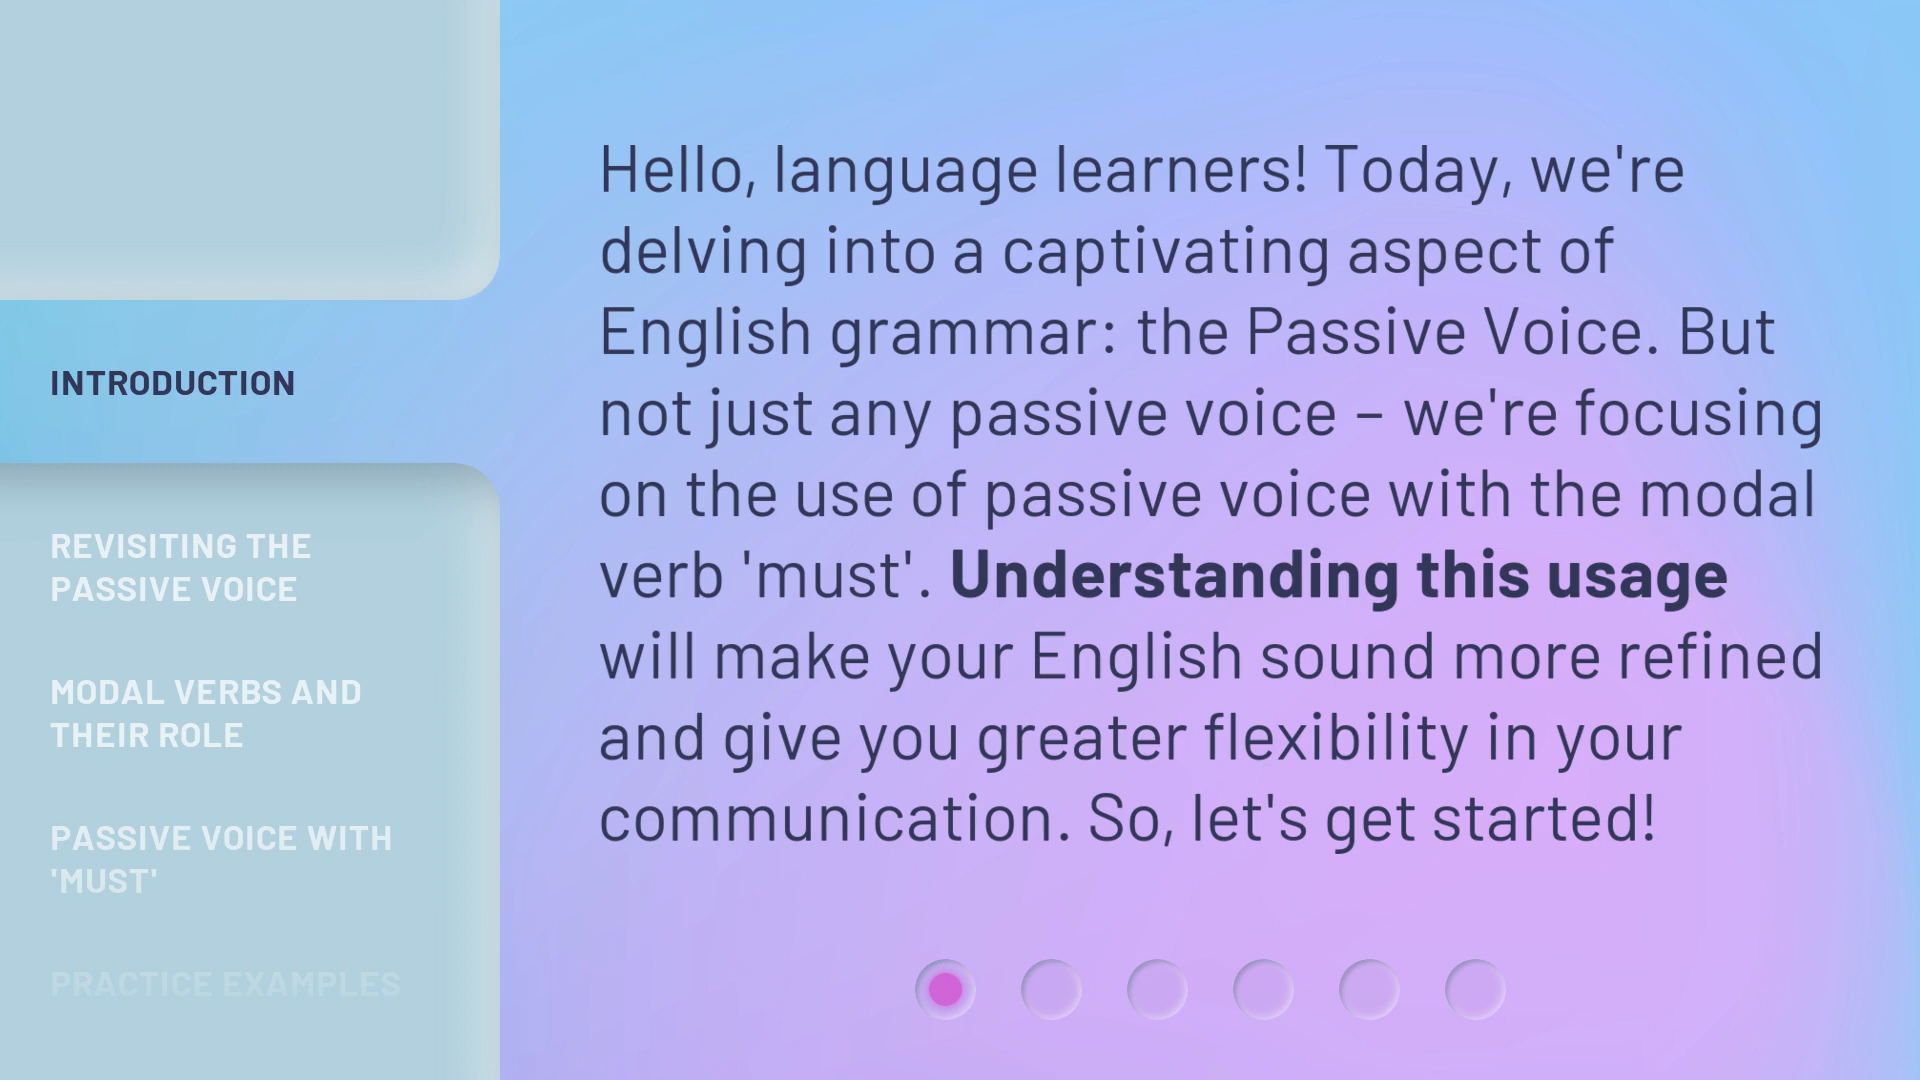 INTRODUCTION
REVISITING THE
PASSIVE VOICE
MODAL VERBS AND
THEIR ROLE
PASSIVE VOICE WITH
'MUST'
PRACTICE EXAMPLES
Hello, language learners! Today, we're
delving into a captivating aspect of
English grammar: the Passive Voice. But
not just any passive voice – we're focusing
on the use of passive voice with the modal
verb 'must'. Understanding this usage
will make your English sound more refined
and give you greater flexibility in your
communication. So, let's get started!